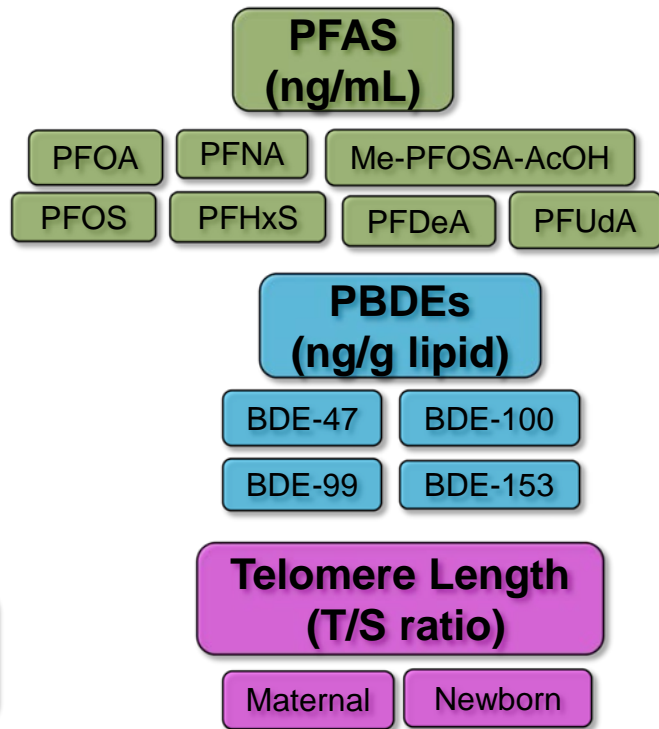 PFAS
(ng/mL)
PFOA PFNA Me-PFOSA-AcOH
PFOS PFHxS PFDeA PFUdA
PBDEs
(ng/g lipid)
BDE-47 BDE-100
BDE-99 BDE-153
Telomere Length
(T/S ratio)
Maternal Newborn